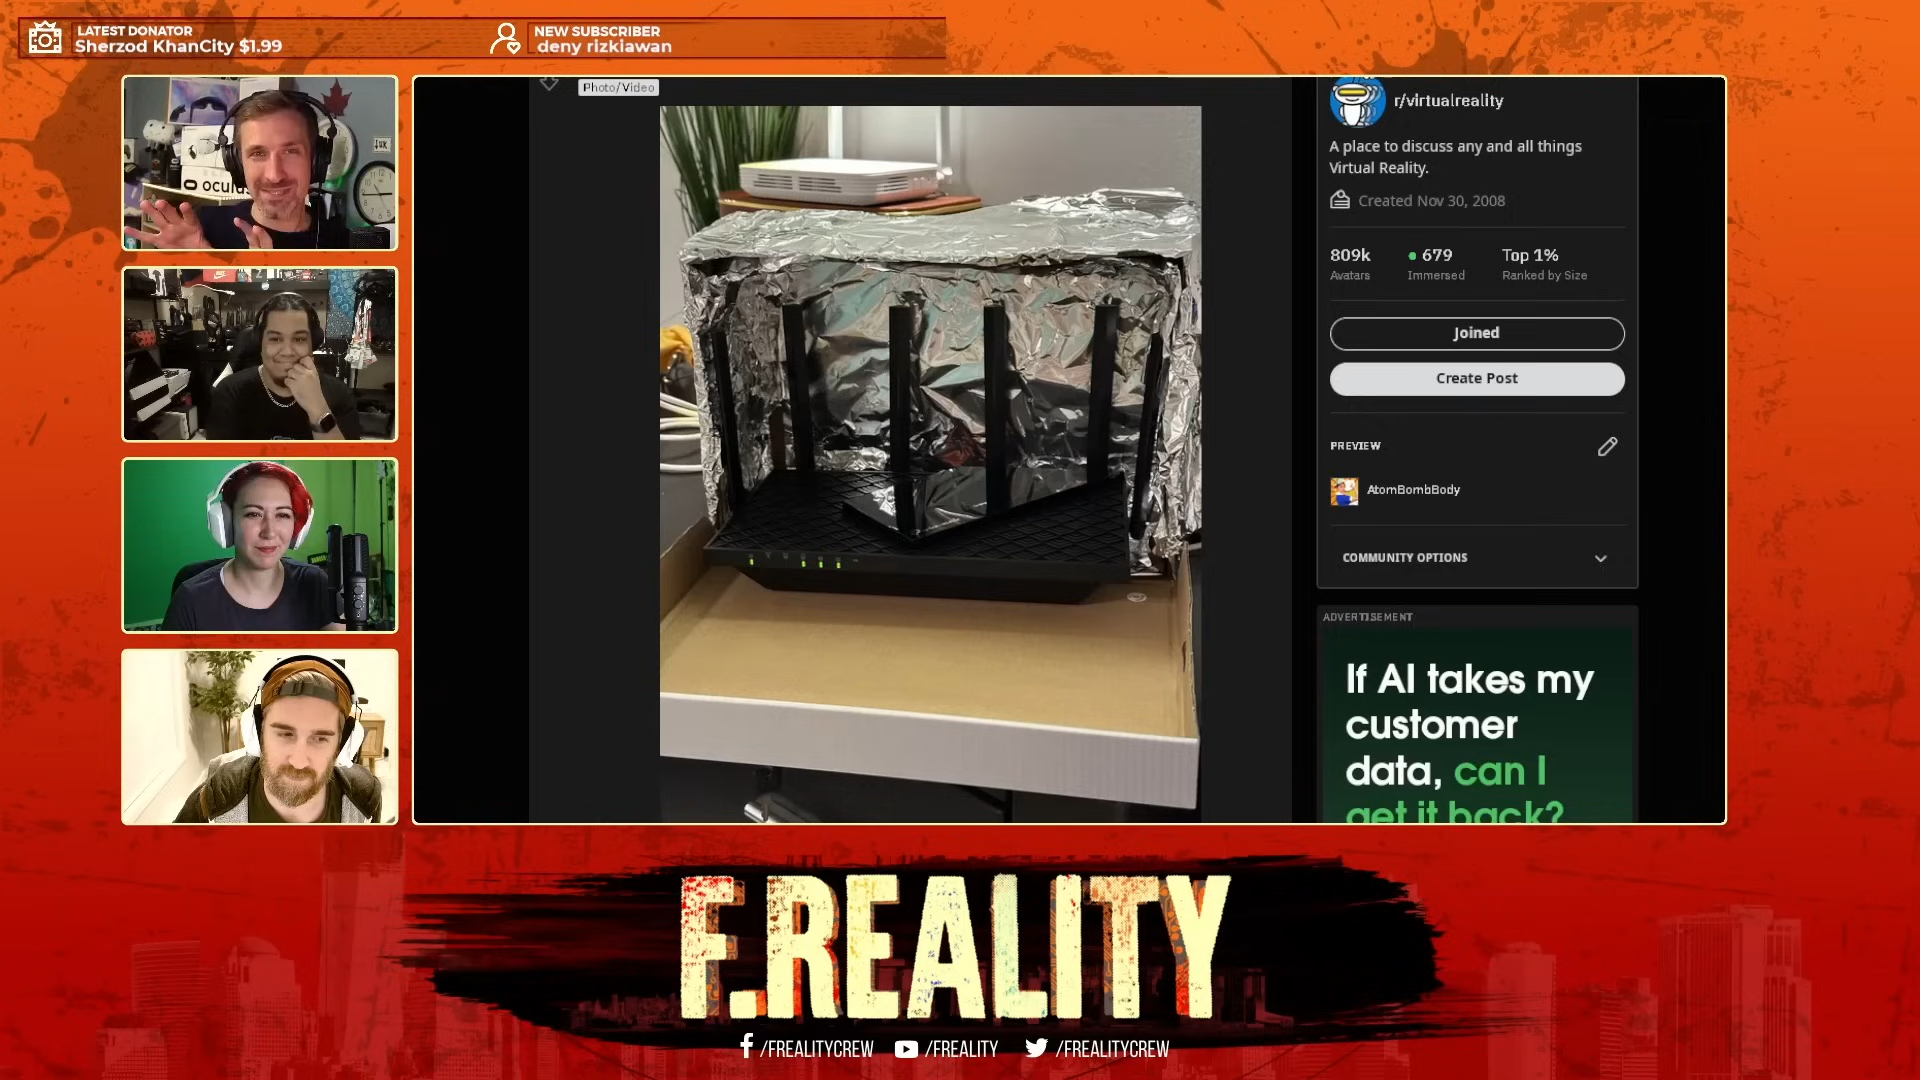 LATEST DONATOR
Sherzod KhanCity $1.99
NEW SUBSCRIBER
deny rizkiawan
Photo/Video
r/virtualreality
A place to discuss any and all things
Virtual Reality.
Created Nov 30, 2008
809k
679
Top 1%
Avatars
Immersed
Ranked by Size
Joined
Create Post
PREVIEW
AtomBombBody
COMMUNITY OPTIONS
ADVERTISEMENT
If AI takes my
customer
data, can I
get it back?
F.REALITY
/FREALITYCREW
/FREALITY
/FREALITYCREW